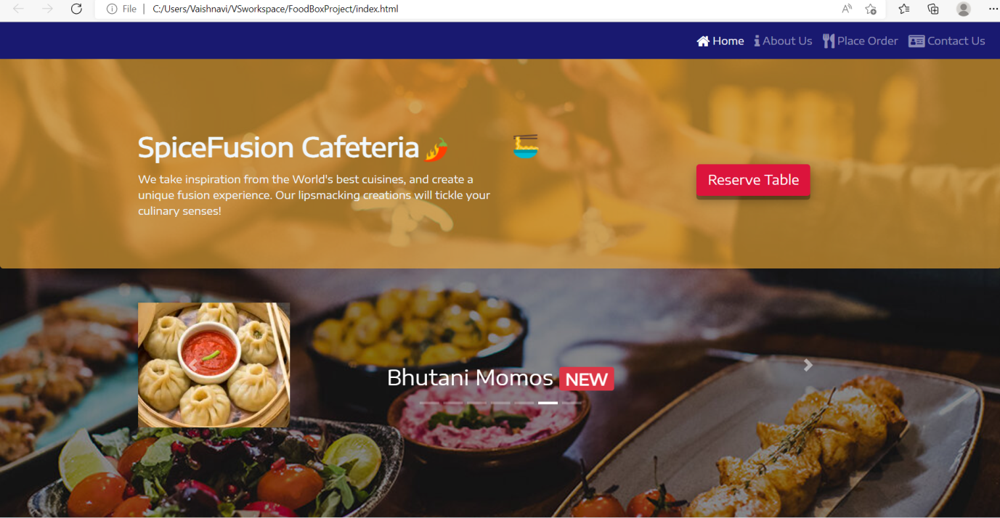 File | C:/Users/Vaishnavi/VSworkspace/FoodBoxProject/index.html
Home About Us Place Order Contact Us
SpiceFusion Cafeteria
We take inspiration from the World's best cuisines, and create a
unique fusion experience. Our lipsmacking creations will tickle your
culinary senses!
Reserve Table
Bhutani Momos NEW